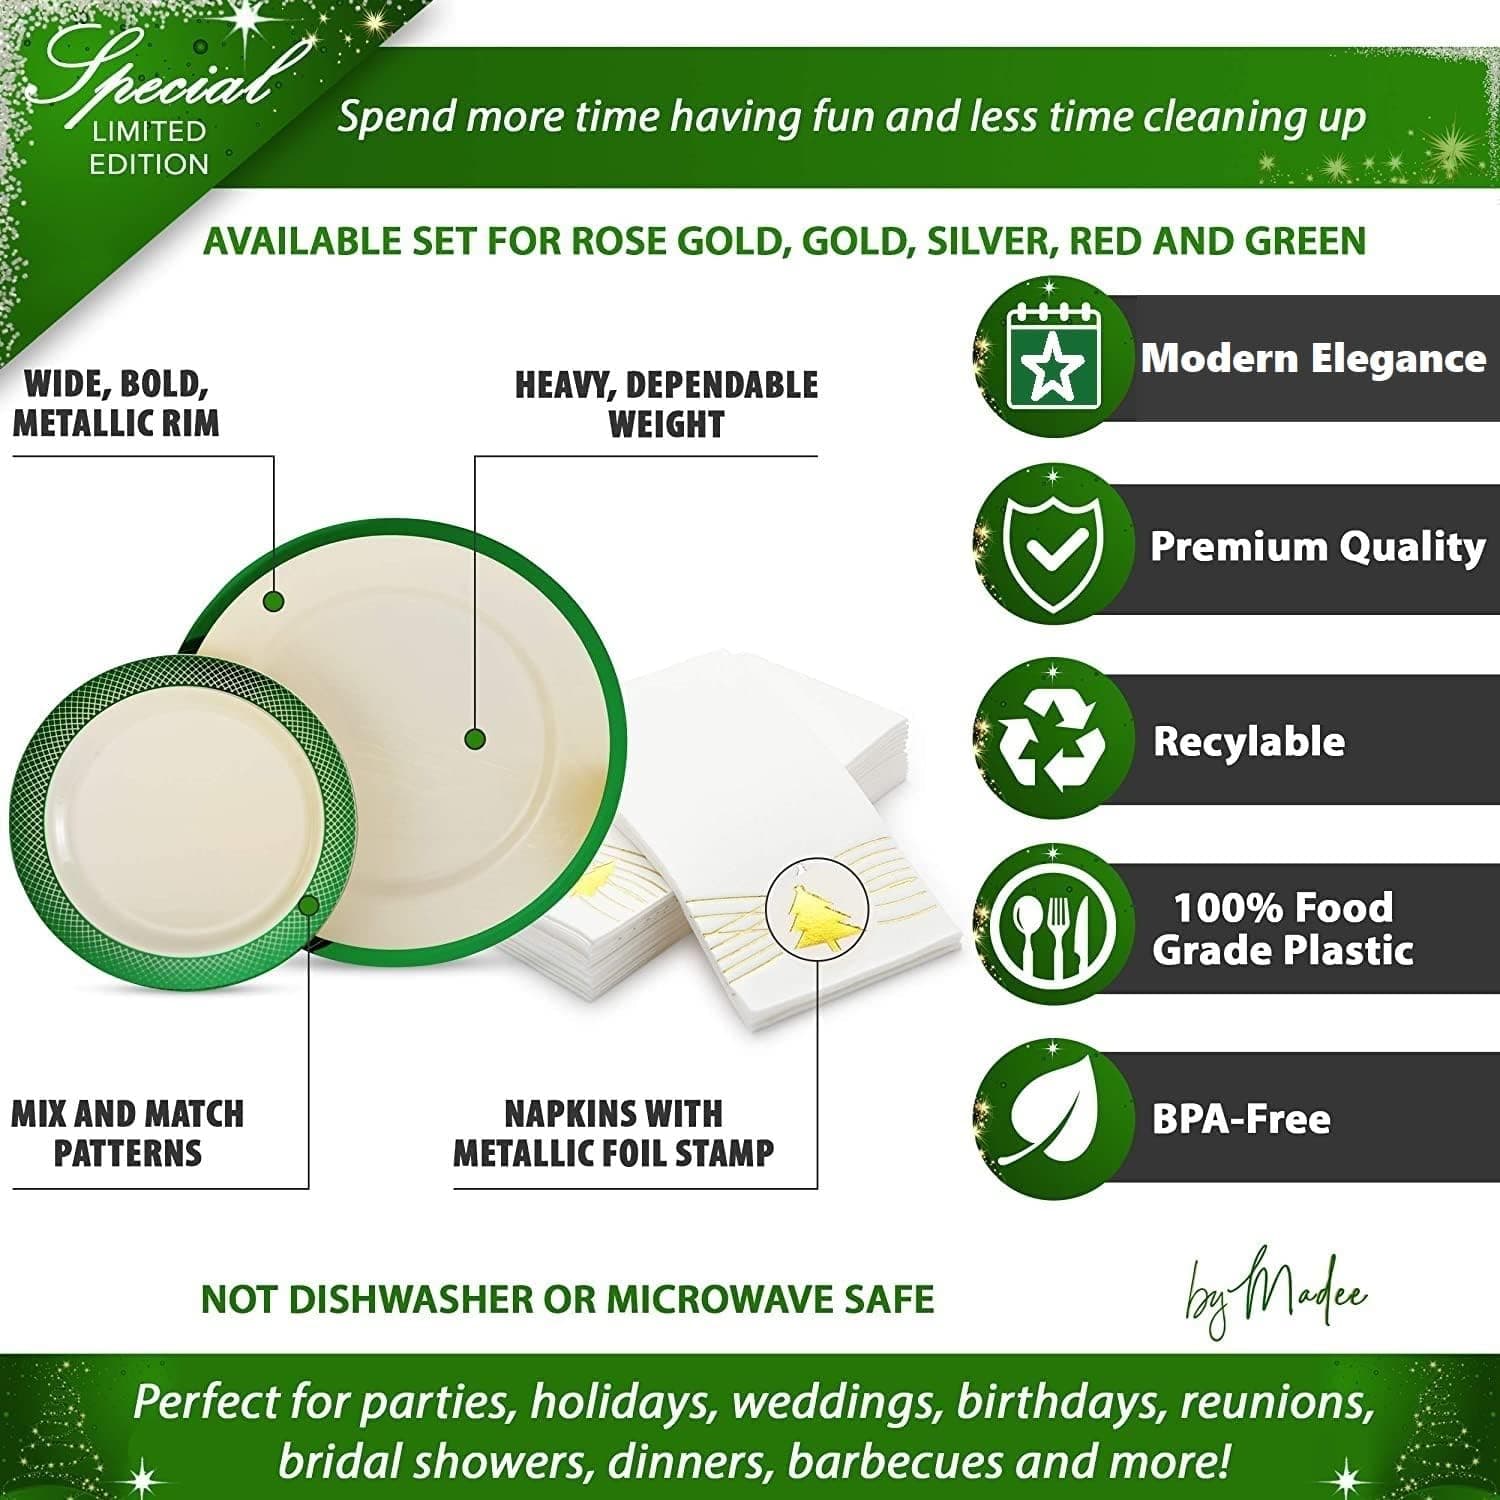 Special
LIMITED
EDITION
Spend more time having fun and less time cleaning up
AVAILABLE SET FOR ROSE GOLD, GOLD, SILVER, RED AND GREEN
WIDE, BOLD,
METALLIC RIM
HEAVY, DEPENDABLE
WEIGHT
Modern Elegance
Premium Quality
Recylable
100% Food
Grade Plastic
BPA-Free
MIX AND MATCH
PATTERNS
NAPKINS WITH
METALLIC FOIL STAMP
NOT DISHWASHER OR MICROWAVE SAFE
by Madee
Perfect for parties, holidays, weddings, birthdays, reunions,
bridal showers, dinners, barbecues and more!